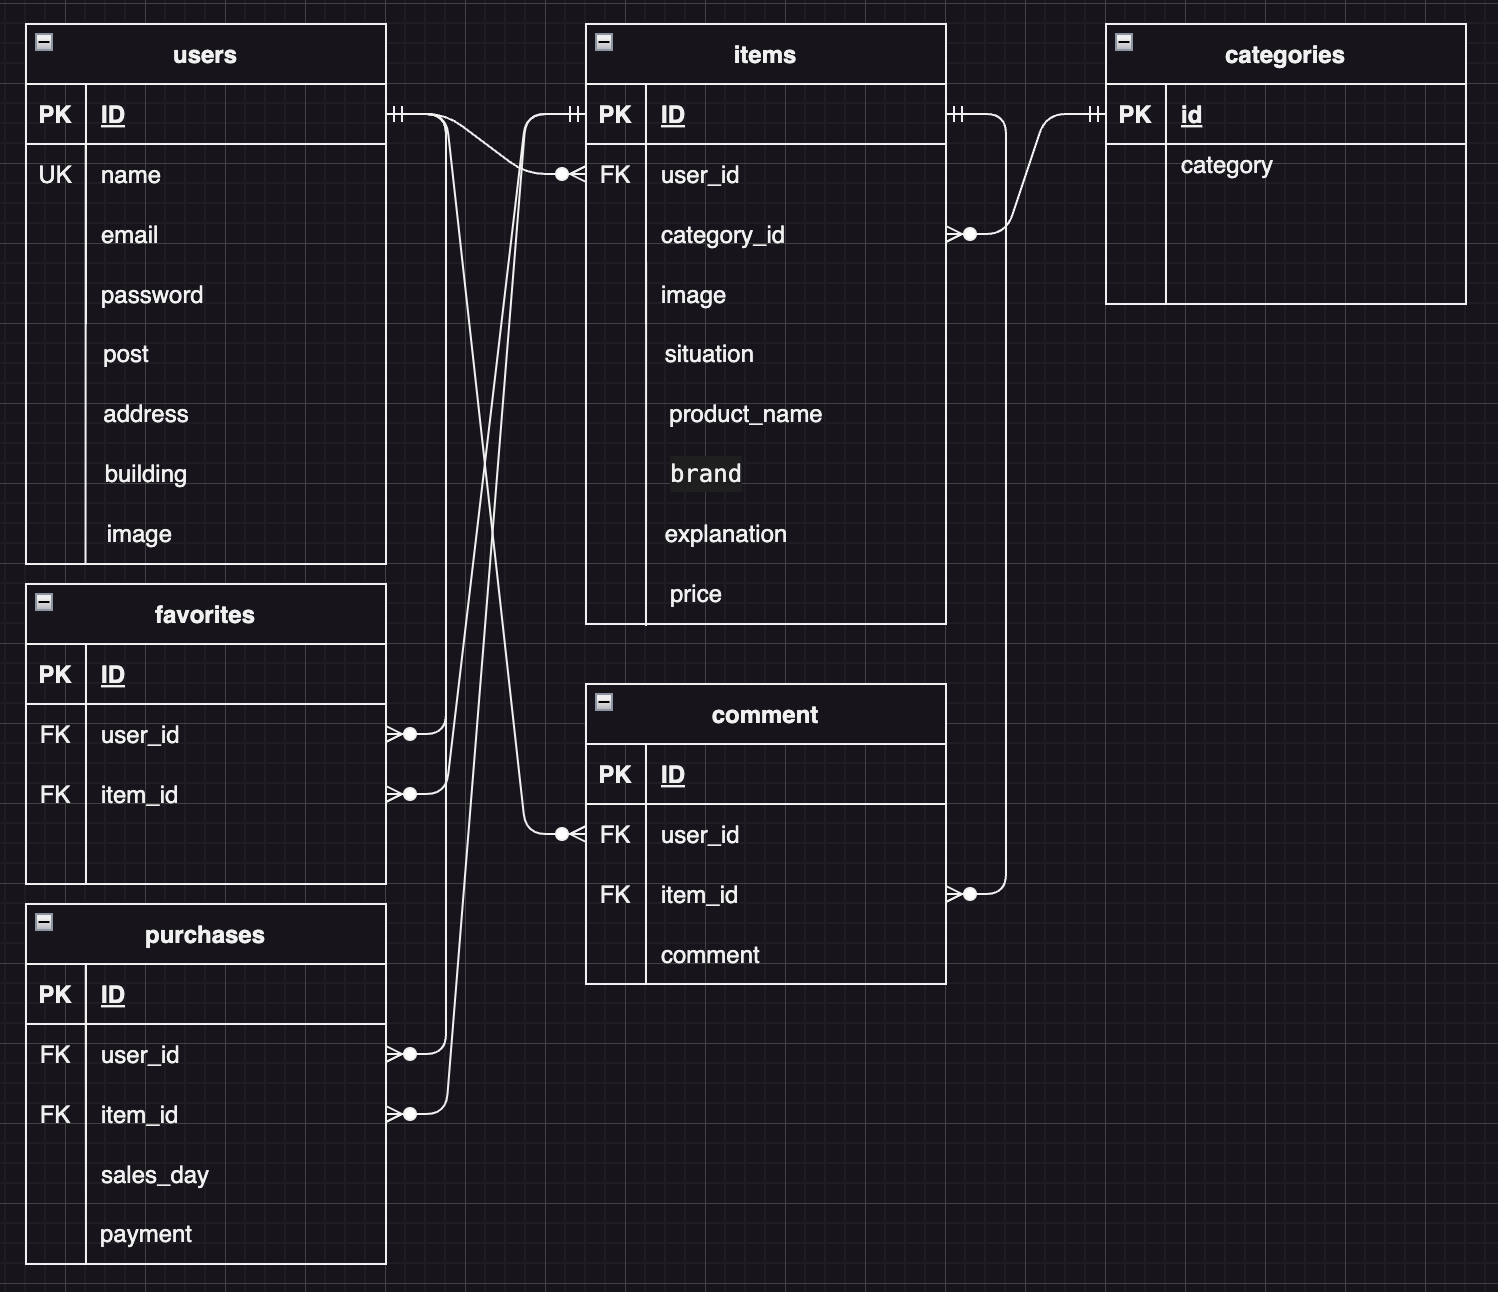 users
PK ID
UK name
email
password
post
address
building
image
favorites
PK ID
FK user_id
FK item_id
purchases
PK ID
FK user_id
FK item_id
sales_day
payment
items
PK ID
FK user_id
category_id
image
situation
product_name
brand
explanation
price
comment
PK ID
FK user_id
FK item_id
comment
categories
PK id
category